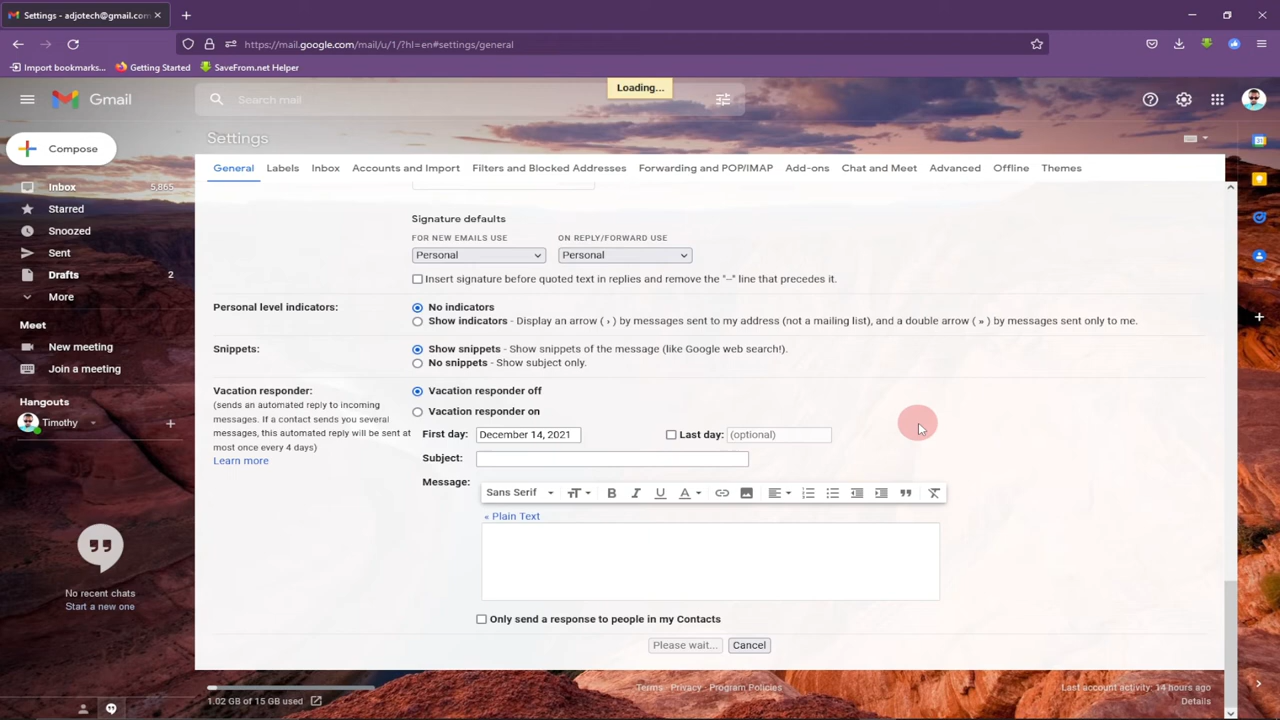 Settings - adjotech@gmail.com
https://mail.google.com/mail/u/1/?hl=en#settings/general
Import bookmarks...
Getting Started
SaveFrom.net Helper
Loading...
Gmail
Search mail
Settings
Compose
General
Labels
Inbox
Accounts and Import
Filters and Blocked Addresses
Forwarding and POP/IMAP
Add-ons
Chat and Meet
Advanced
Offline
Themes
Inbox 5,865
Starred
Snoozed
Sent
Drafts 2
More
Meet
New meeting
Join a meeting
Hangouts
Timothy
No recent chats
Start a new one
Signature defaults
FOR NEW EMAILS USE
ON REPLY/FORWARD USE
Personal
Personal
Insert signature before quoted text in replies and remove the "--" line that precedes it.
Personal level indicators:
No indicators
Show indicators - Display an arrow ( › ) by messages sent to my address (not a mailing list), and a double arrow ( » ) by messages sent only to me.
Snippets:
Show snippets - Show snippets of the message (like Google web search!).
No snippets - Show subject only.
Vacation responder:
(sends an automated reply to incoming
messages. If a contact sends you several
messages, this automated reply will be sent at
most once every 4 days)
Learn more
Vacation responder off
Vacation responder on
First day: December 14, 2021
Last day: (optional)
Subject:
Message:
Sans Serif
« Plain Text
Only send a response to people in my Contacts
Please wait...
Cancel
1.02 GB of 15 GB used
Terms · Privacy · Program Policies
Last account activity: 14 hours ago
Details